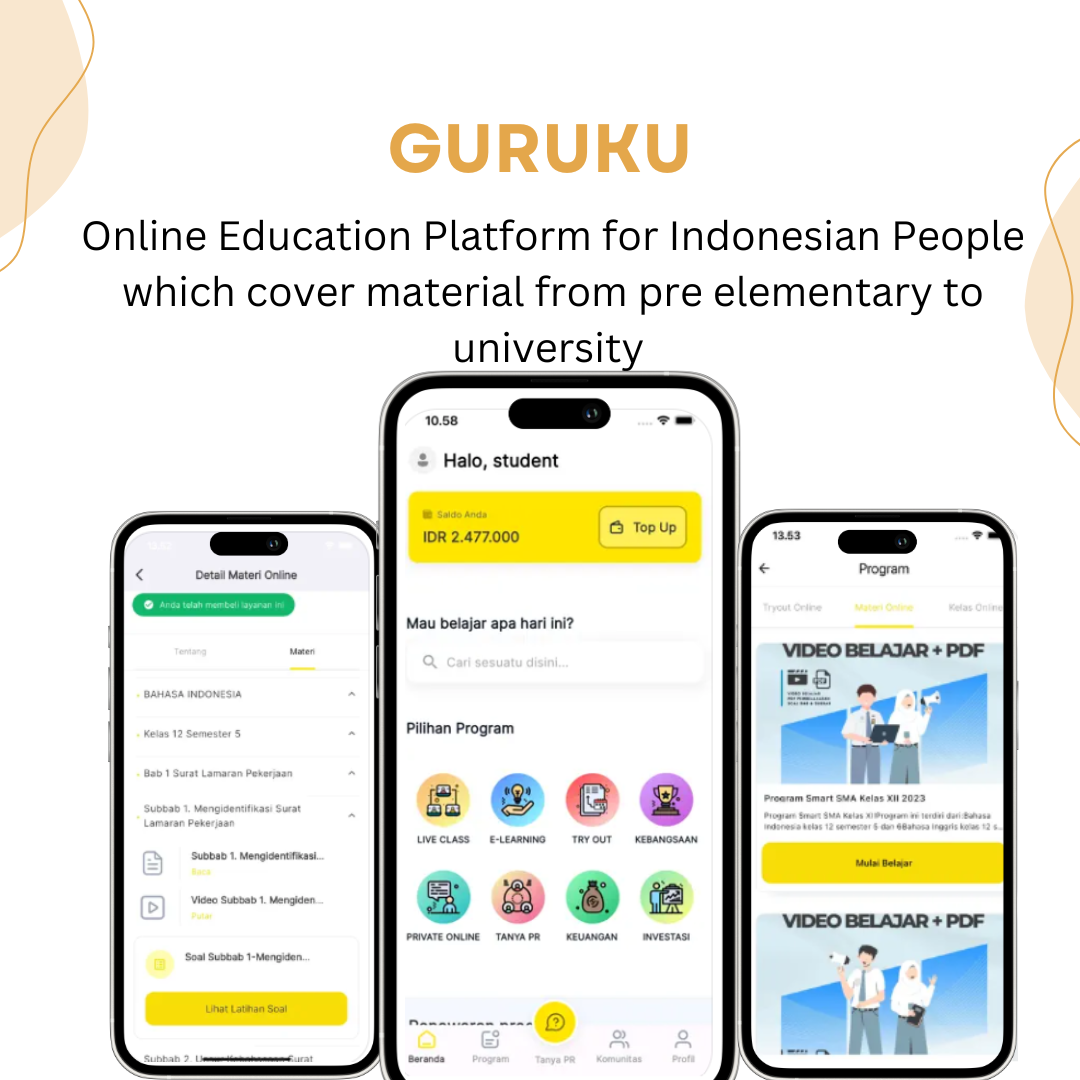 GURUKU
Online Education Platform for Indonesian People
which cover material from pre elementary to
university
Detail Materi Online
Anda telah membeli layanan ini
Tentang
Materi
BAHASA INDONESIA
Kelas 12 Semester 5
Bab 1 Surat Lamaran Pekerjaan
Subbab 1. Mengidentifikasi Surat
Lamaran Pekerjaan
Subbab 1. Mengidentifikasi...
Baca
Video Subbab 1. Mengiden...
Putar
Soal Subbab 1-Mengiden...
Lihat Latihan Soal
Subbab 2. Surat
10.58
Halo, student
Saldo Anda
IDR 2.477.000
Top Up
Mau belajar apa hari ini?
Cari sesuatu disini...
Pilihan Program
LIVE CLASS E-LEARNING TRY OUT KEBANGSAAN
PRIVATE ONLINE TANYA PR KEUANGAN INVESTASI
Beranda Program Tanya PR Komunitas Profil
13.53
Program
Tryout Online Materi Online Kelas Online
VIDEO BELAJAR + PDF
VIDEO BELAJAR
Program Smart SMA Kelas XII 2023
Program Smart SMA Kelas XI Program ini terdiri dari:Bahasa
Indonesia kelas 12 semester 5 dan 6Bahasa Inggris kelas 12 s...
Mulai Belajar
VIDEO BELAJAR + PDF